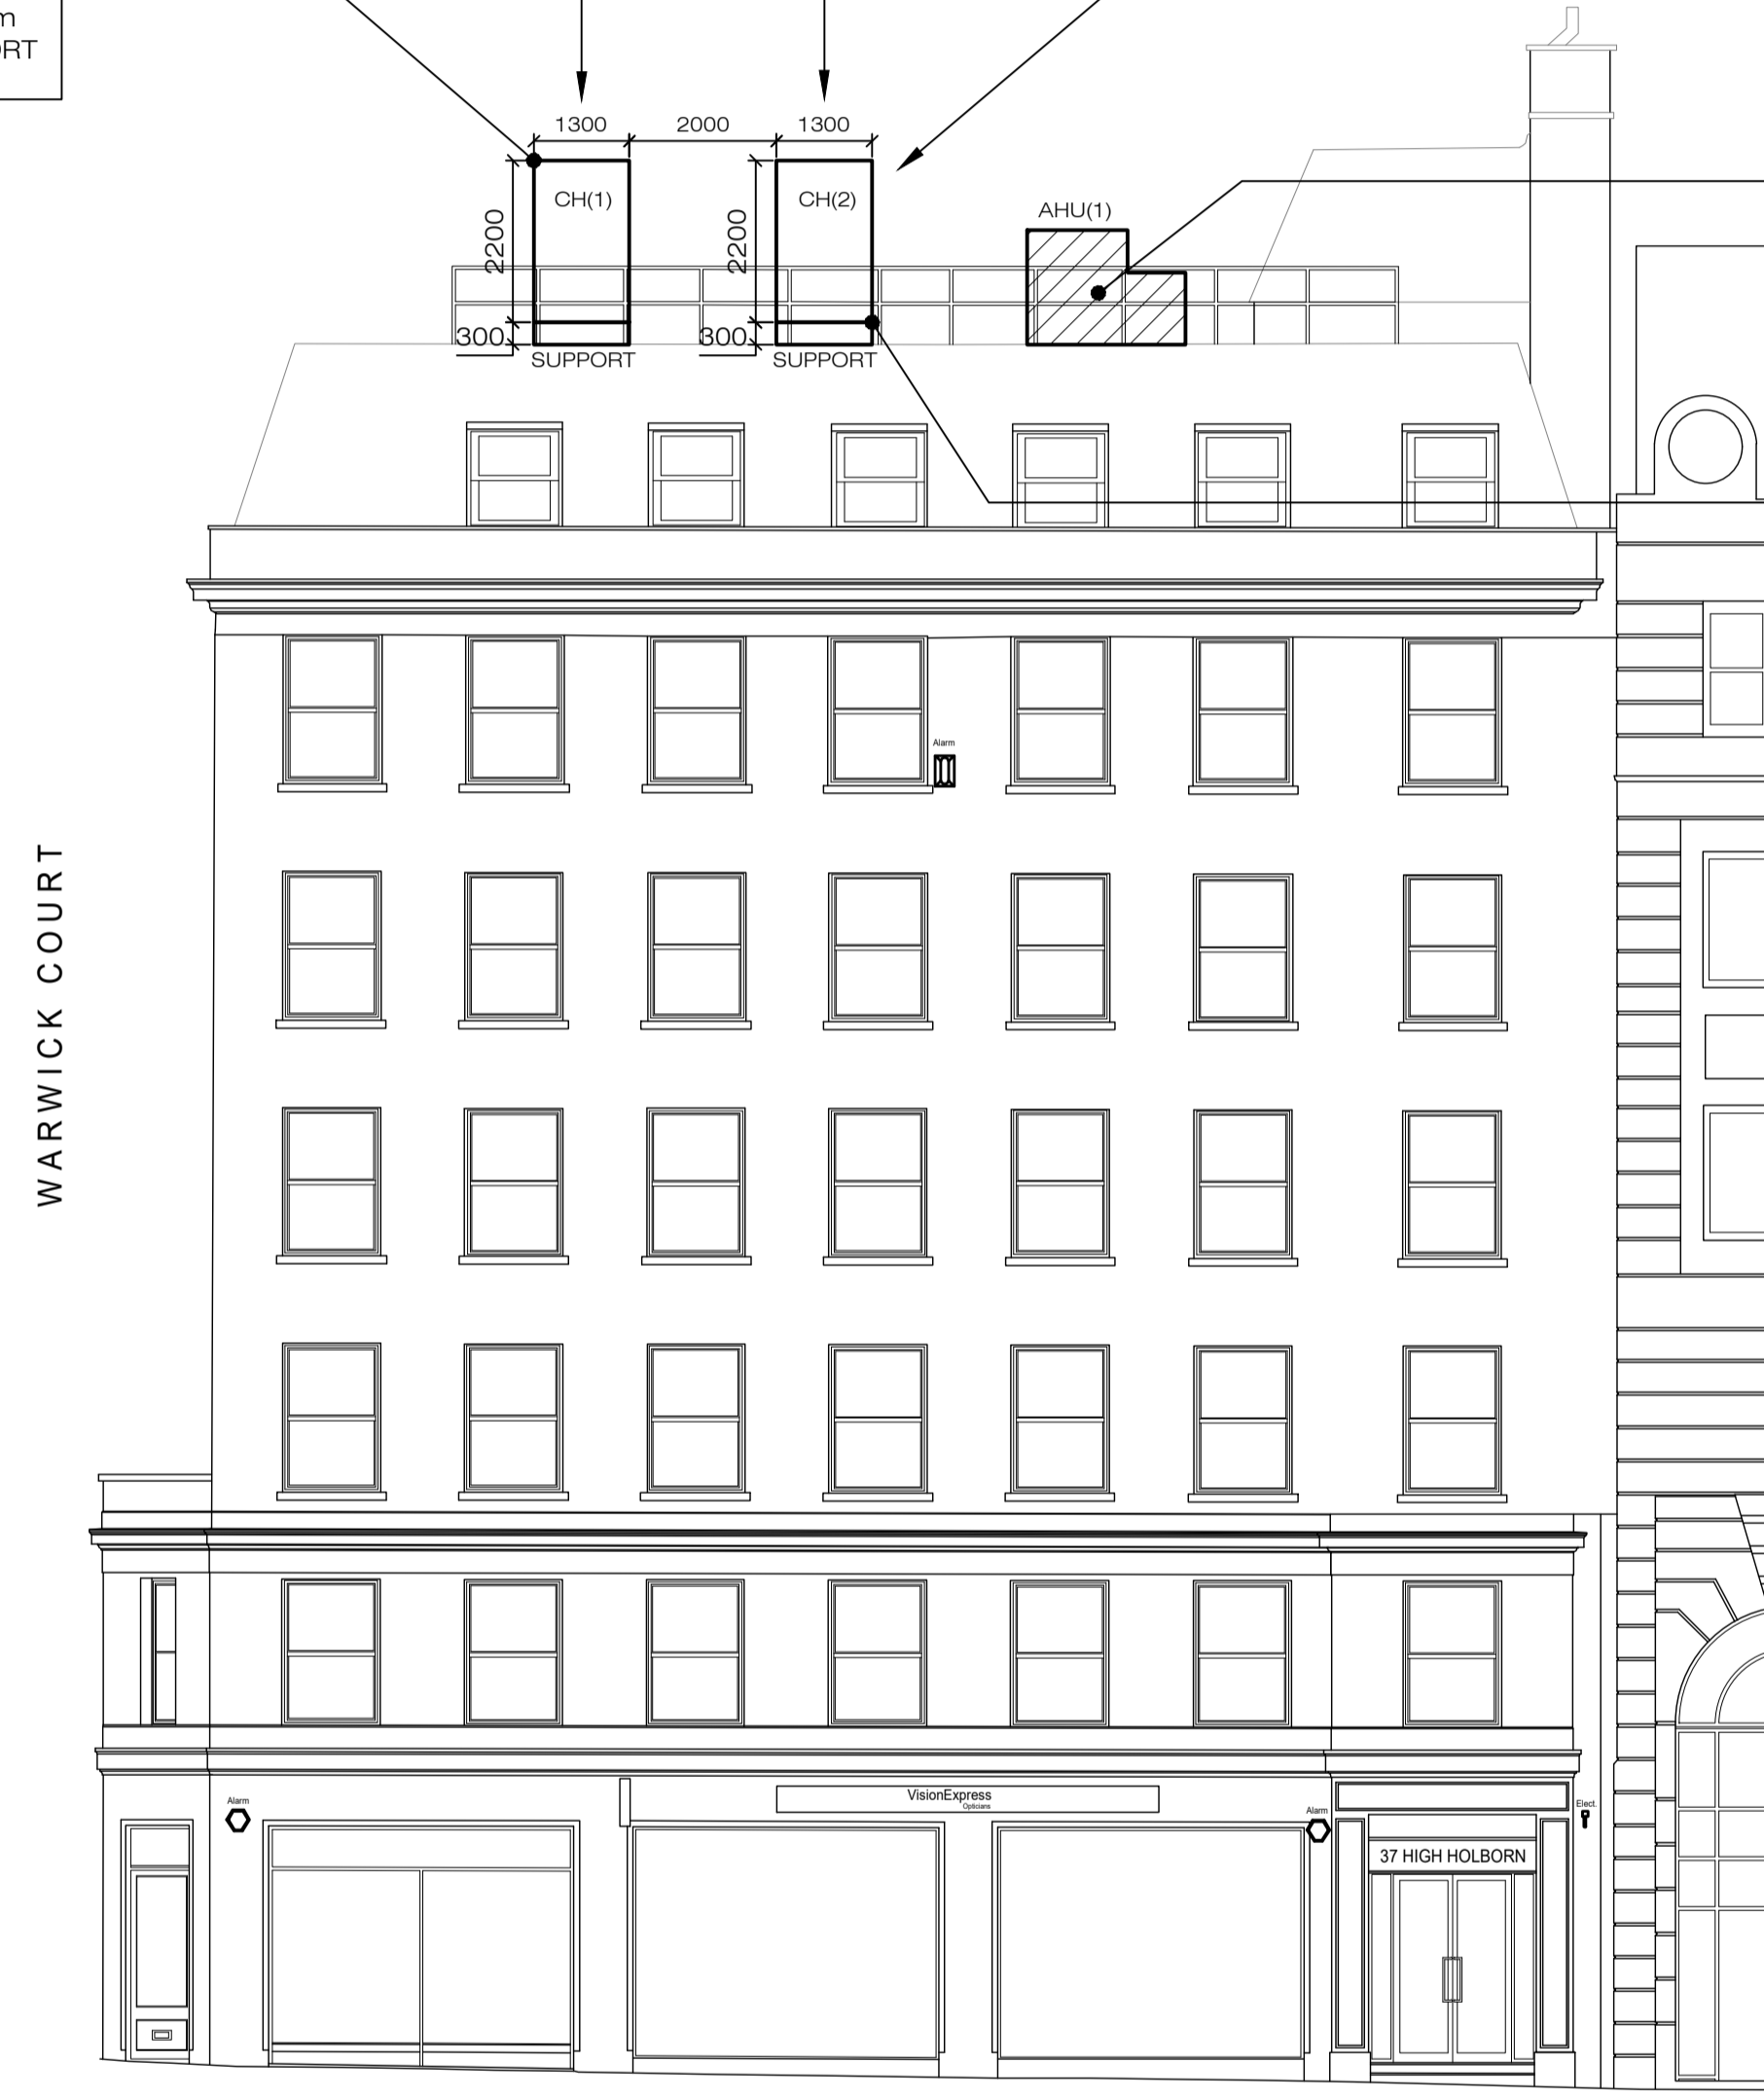 ORT
1300
2000
1300
CH(1)
CH(2)
AHU(1)
2200
2200
300
300
SUPPORT
SUPPORT
Alarm
WARWICK COURT
VisionExpress
Opticians
Alarm
Alarm
Elect.
37 HIGH HOLBORN